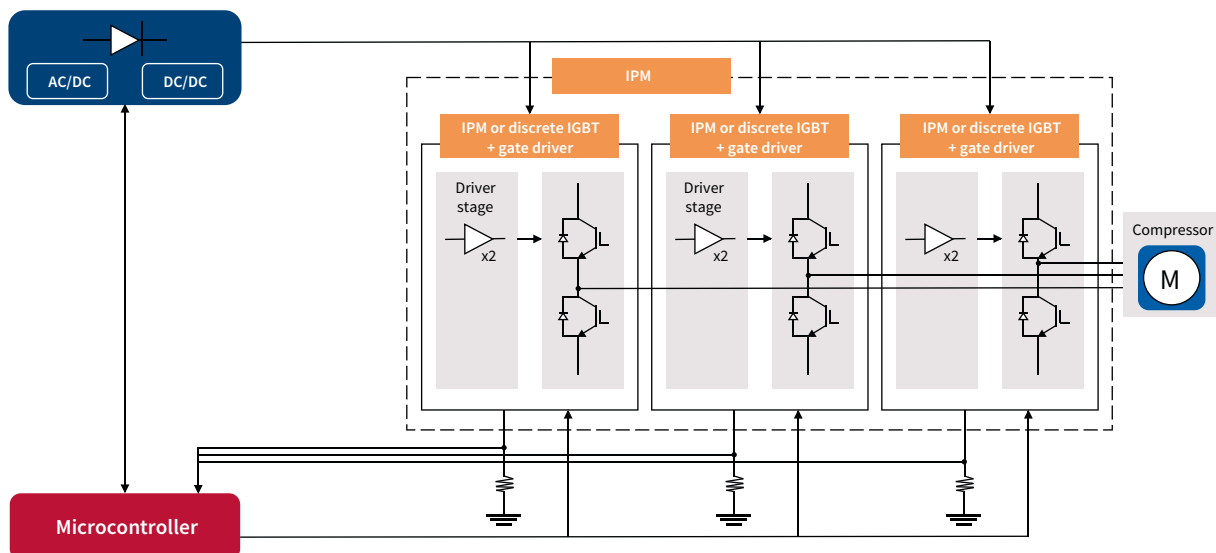 AC/DC
DC/DC
IPM
IPM or discrete IGBT
+ gate driver
IPM or discrete IGBT
+ gate driver
IPM or discrete IGBT
+ gate driver
Driver
stage
x2
Driver
stage
x2
x2
Compressor
M
Microcontroller